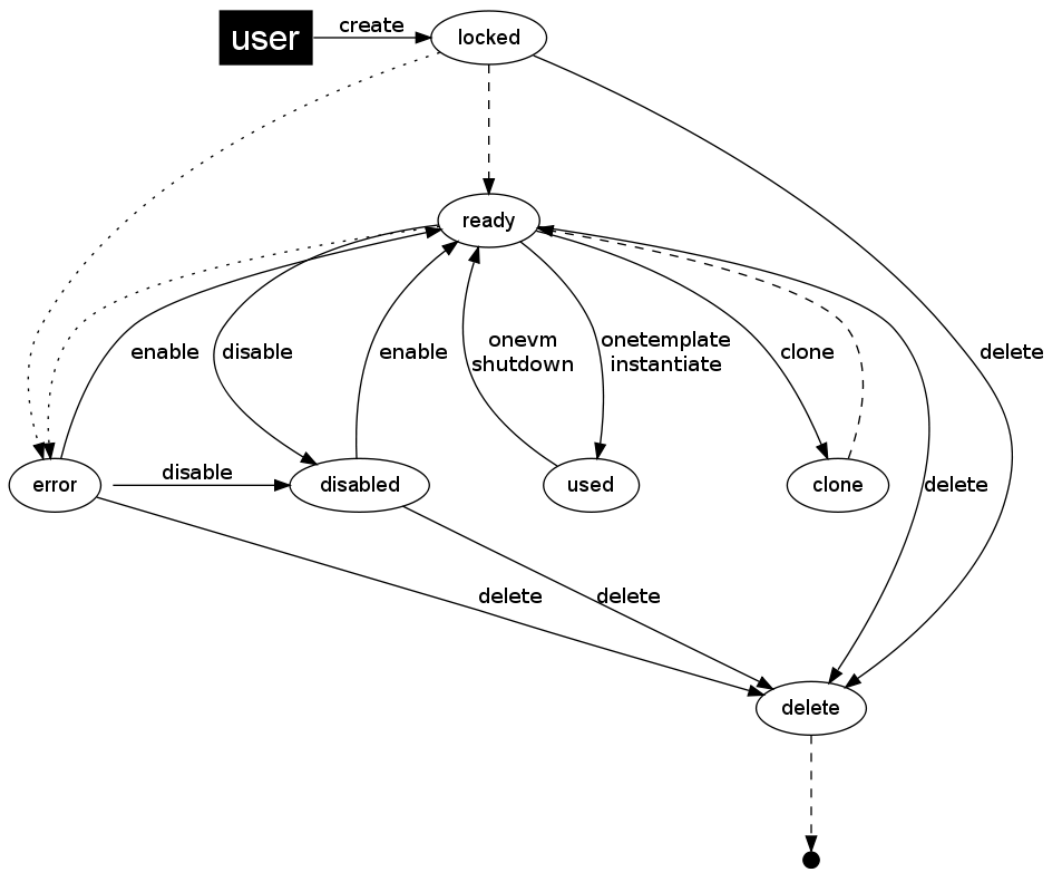 user
create
locked
ready
enable
disable
enable
onevm
shutdown
onetemplate
instantiate
clone
delete
error
disable
disabled
used
clone
delete
delete
delete
delete